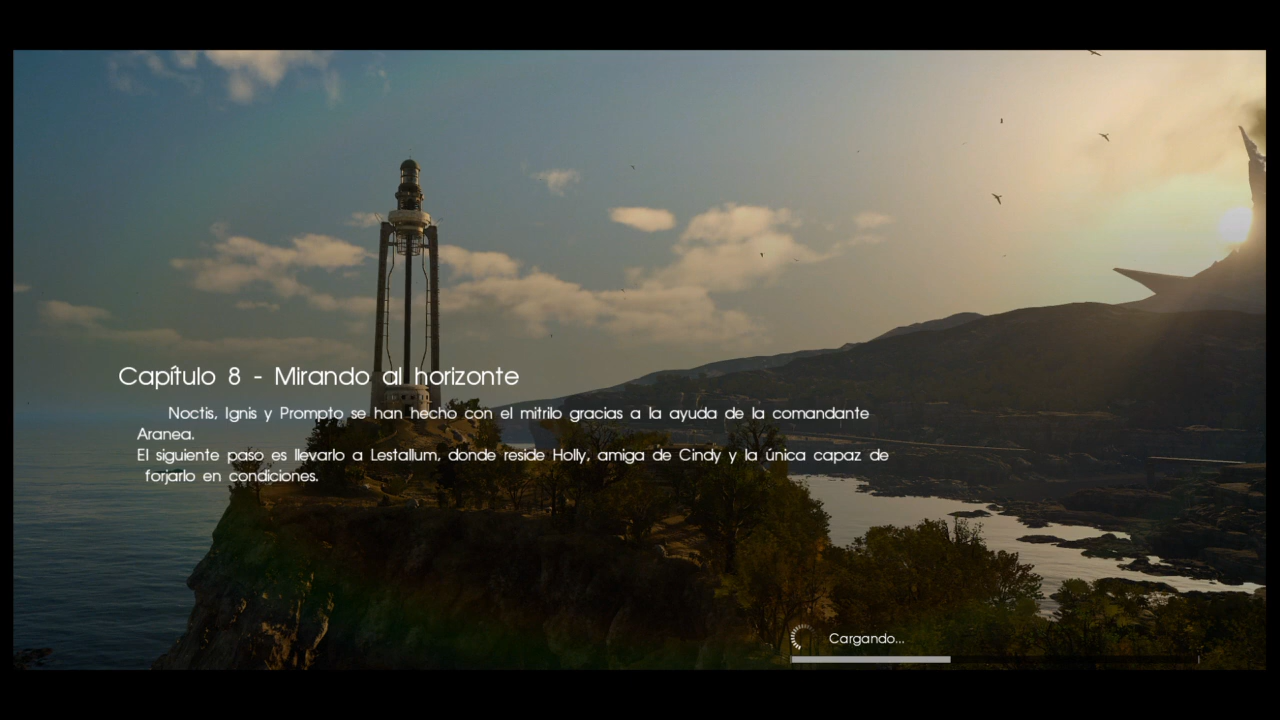 Capítulo 8 - Mirando al horizonte
Noctis, Ignis y Prompto se han hecho con el mitrilo gracias a la ayuda de la comandante
Aranea.
El siguiente paso es llevarlo a Lestallum, donde reside Holly, amiga de Cindy y la única capaz de
forjarlo en condiciones.
Cargando...